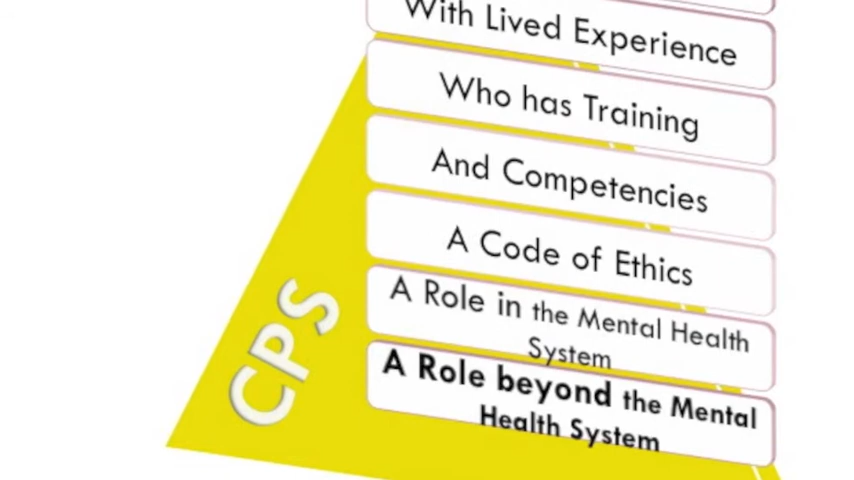 With Lived Experience
Who has Training
And Competencies
A Code of Ethics
A Role in the Mental Health
System
A Role beyond the Mental
Health System
CPS